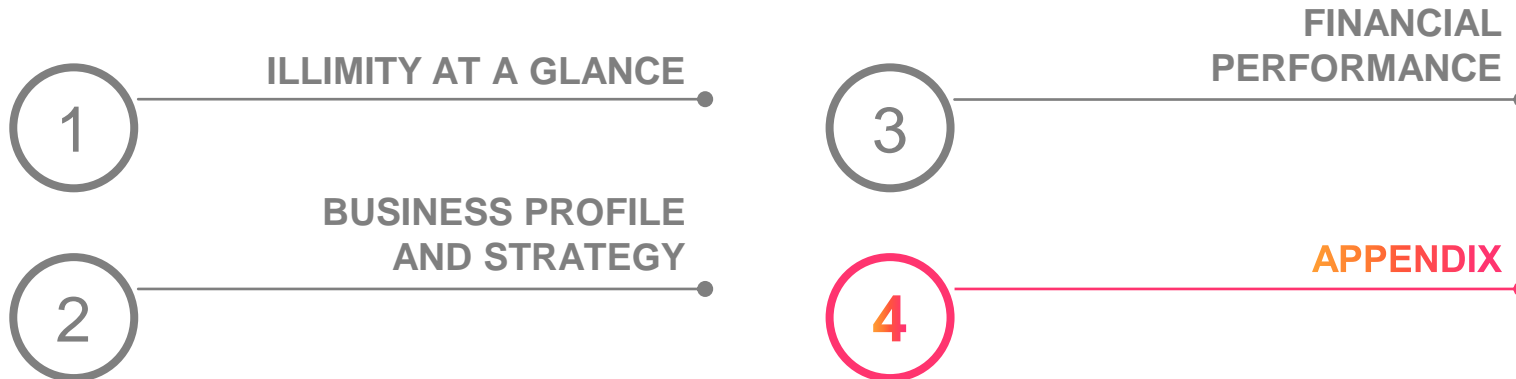 1
ILLIMITY AT A GLANCE
2
BUSINESS PROFILE
AND STRATEGY
3
FINANCIAL
PERFORMANCE
4
APPENDIX